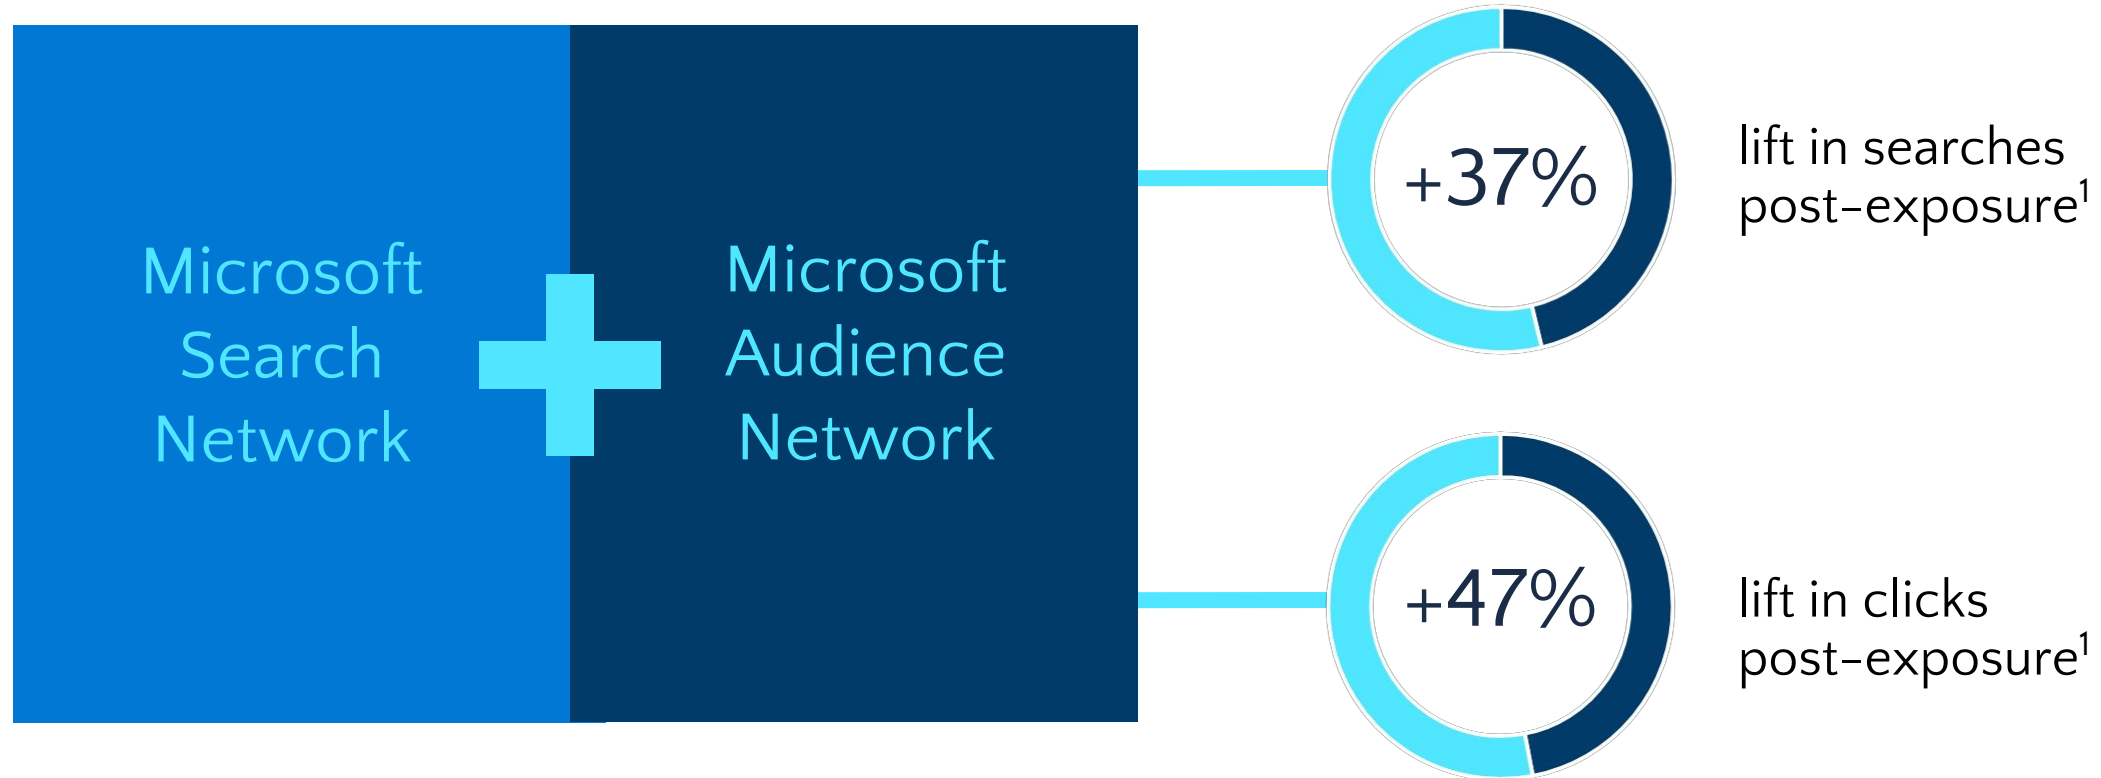 Microsoft
Search
Network
Microsoft
Audience
Network
+37%
lift in searches
post-exposure¹
+47%
lift in clicks
post-exposure¹